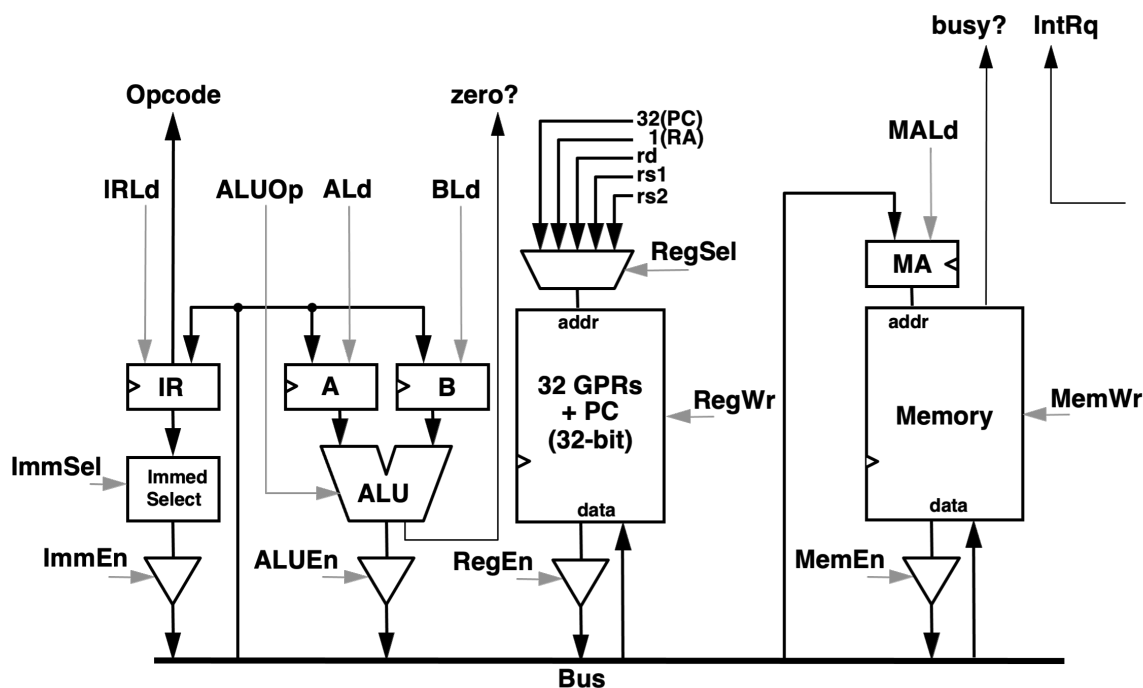 busy? IntRq
Opcode
zero?
32(PC)
1(RA)
rd
rs1
rs2
MALd
IRLd
ALUOp
ALd
BLd
RegSel
MA
addr
addr
IR
A
B
32 GPRs
+ PC
(32-bit)
RegWr
Memory
MemWr
ImmSel
Immed
Select
ALU
data
data
ImmEn
ALUEn
RegEn
MemEn
Bus